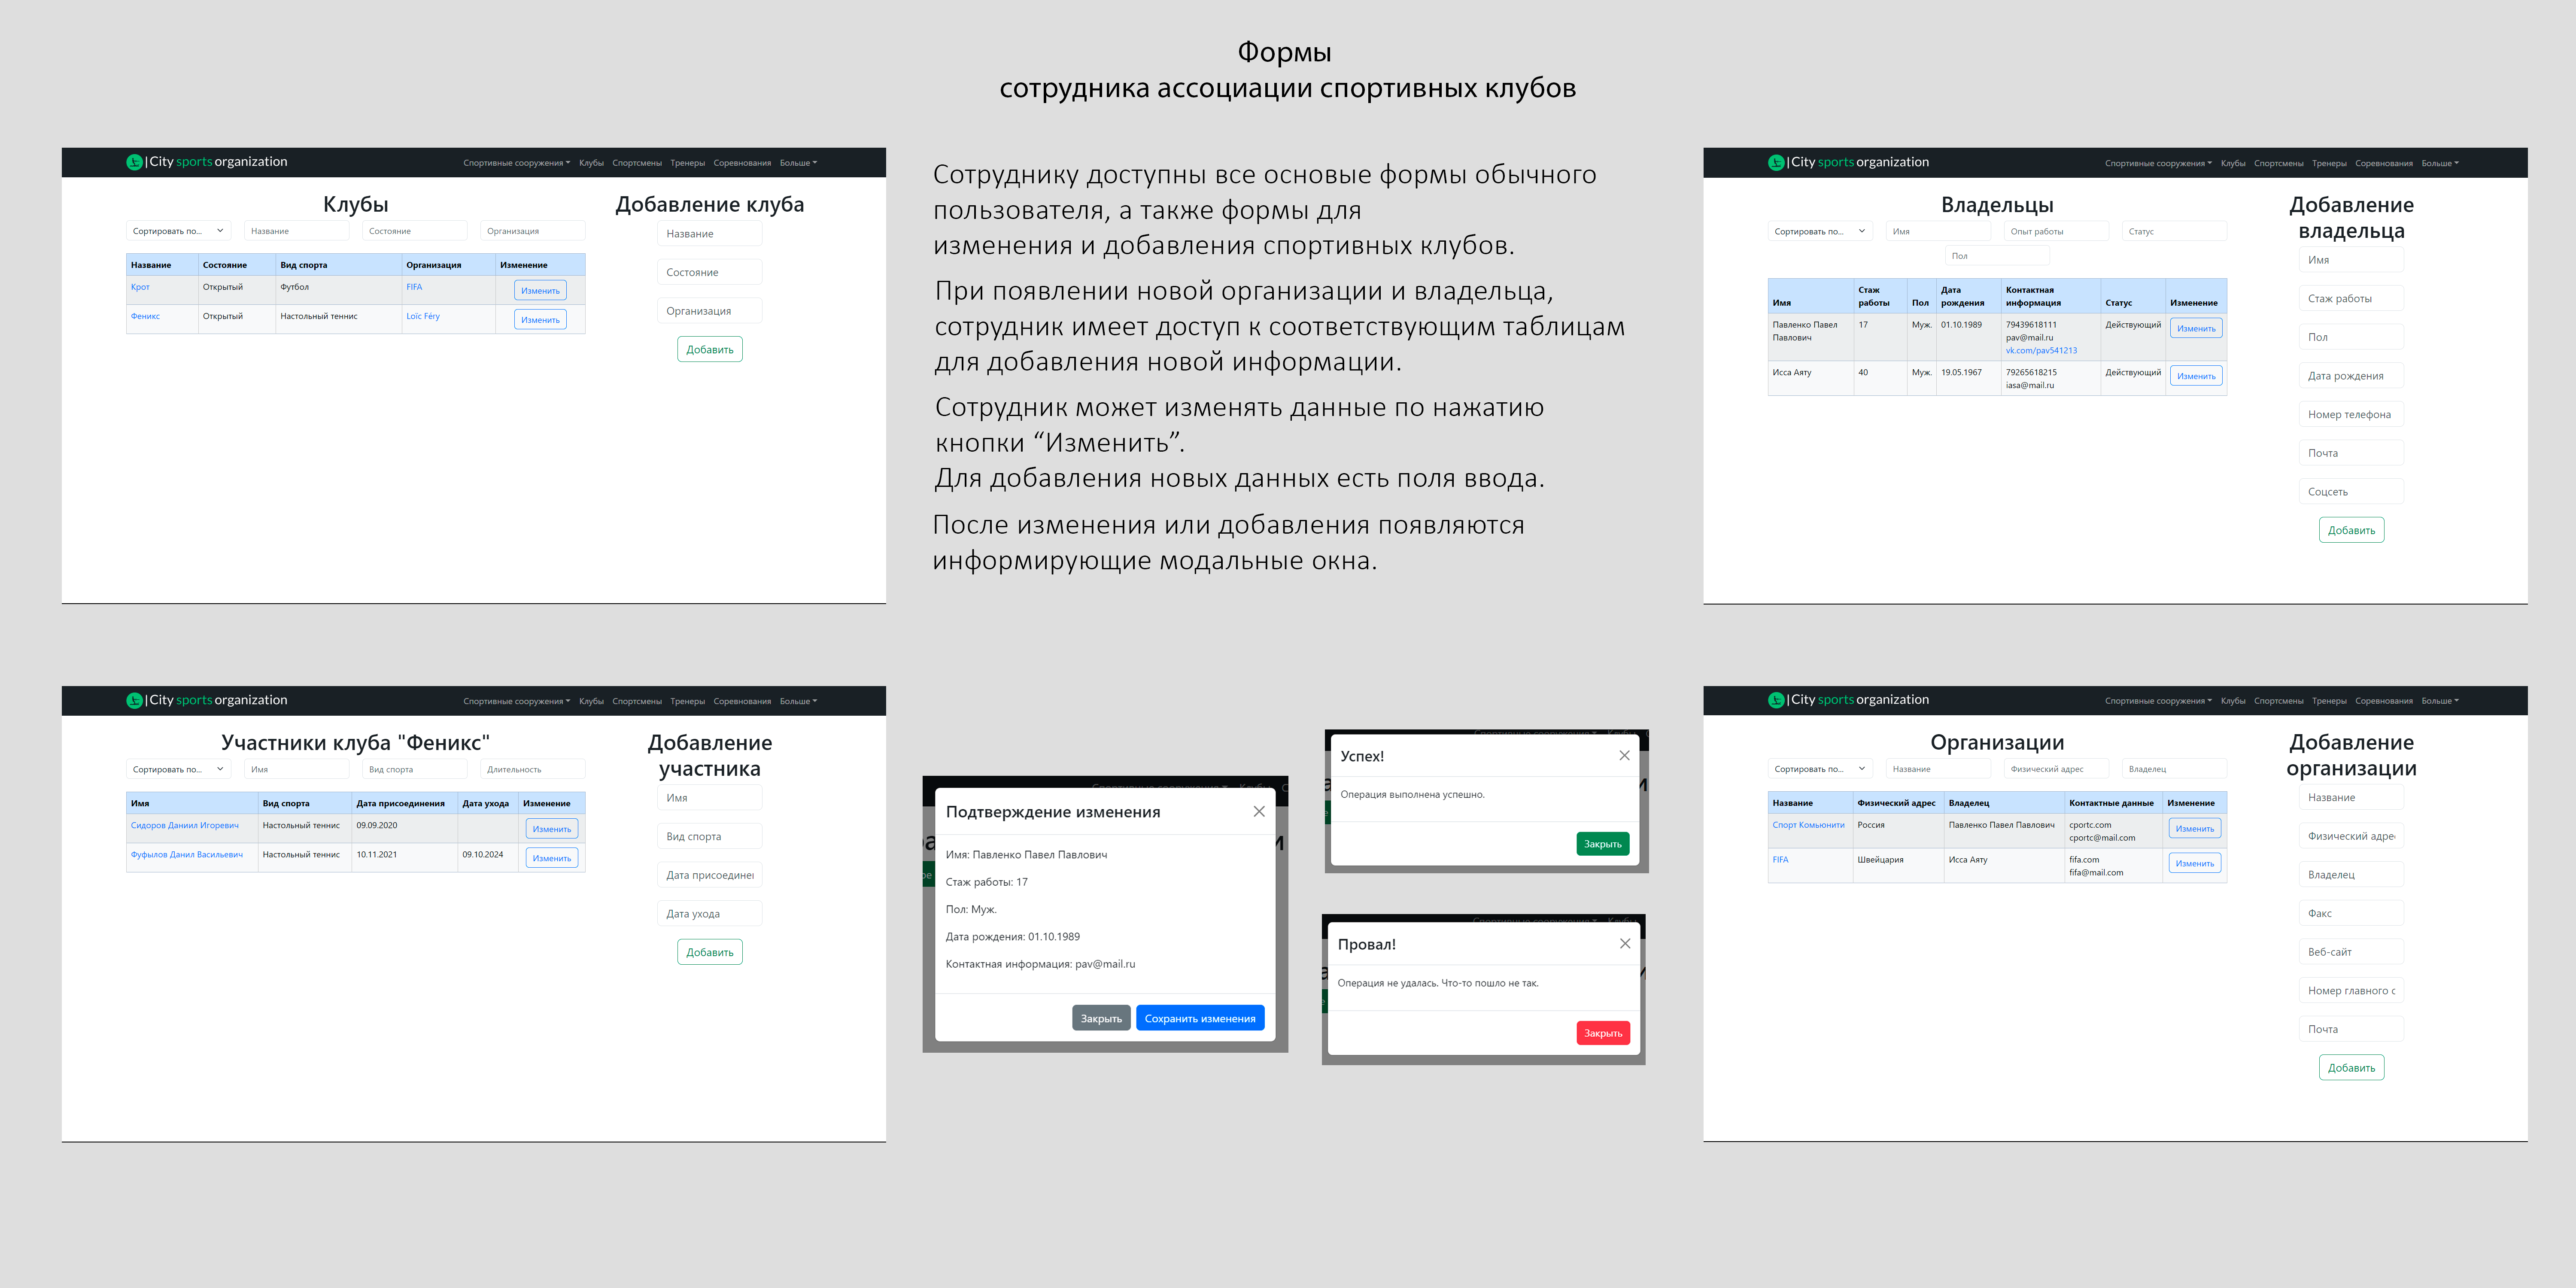 Формы
сотрудника ассоциации спортивных клубов
City sports organization
Спортивные сооружения Клубы Спортсмены Тренеры Соревнования Больше
Клубы
Сортировать по... Название Состояние Организация
Название Состояние Вид спорта Организация Изменение
Крот Открытый Футбол FIFA Изменить
Феникс Открытый Настольный теннис Loïc Féry Изменить
Добавление клуба
Название
Состояние
Организация
Добавить
Сотруднику доступны все основые формы обычного
пользователя, а также формы для
изменения и добавления спортивных клубов.
При появлении новой организации и владельца,
сотрудник имеет доступ к соответствующим таблицам
для добавления новой информации.
Сотрудник может изменять данные по нажатию
кнопки “Изменить”.
Для добавления новых данных есть поля ввода.
После изменения или добавления появляются
информирующие модальные окна.
City sports organization
Спортивные сооружения Клубы Спортсмены Тренеры Соревнования Больше
Владельцы
Сортировать по... Имя Опыт работы Статус
Пол
Имя Стаж работы Пол Дата рождения Контактная информация Статус Изменение
Павленко Павел Павлович 17 Муж. 01.10.1989 79439618111 Действующий Изменить
pav@mail.ru
vk.com/pav541213
Исса Аяту 40 Муж. 19.05.1967 79265618215 Действующий Изменить
iasa@mail.ru
Добавление
владельца
Имя
Стаж работы
Пол
Дата рождения
Номер телефона
Почта
Соцсеть
Добавить
City sports organization
Спортивные сооружения Клубы Спортсмены Тренеры Соревнования Больше
Участники клуба "Феникс"
Сортировать по... Имя Вид спорта Длительность
Имя Вид спорта Дата присоединения Дата ухода Изменение
Сидоров Даниил Игоревич Настольный теннис 09.09.2020 Изменить
Фуфылов Данил Васильевич Настольный теннис 10.11.2021 09.10.2024 Изменить
Добавление
участника
Имя
Вид спорта
Дата присоединен
Дата ухода
Добавить
Подтверждение изменения
Имя: Павленко Павел Павлович
Стаж работы: 17
Пол: Муж.
Дата рождения: 01.10.1989
Контактная информация: pav@mail.ru
Закрыть Сохранить изменения
Успех!
Операция выполнена успешно.
Закрыть
Провал!
Операция не удалась. Что-то пошло не так.
Закрыть
City sports organization
Спортивные сооружения Клубы Спортсмены Тренеры Соревнования Больше
Организации
Сортировать по... Название Физический адрес Владелец
Название Физический адрес Владелец Контактные данные Изменение
Спорт Комьюнити Россия Павленко Павел Павлович cportc.com Изменить
cportc@mail.com
FIFA Швейцария Исса Аяту fifa.com Изменить
fifa@mail.com
Добавление
организации
Название
Физический адре
Владелец
Факс
Веб-сайт
Номер главного с
Почта
Добавить